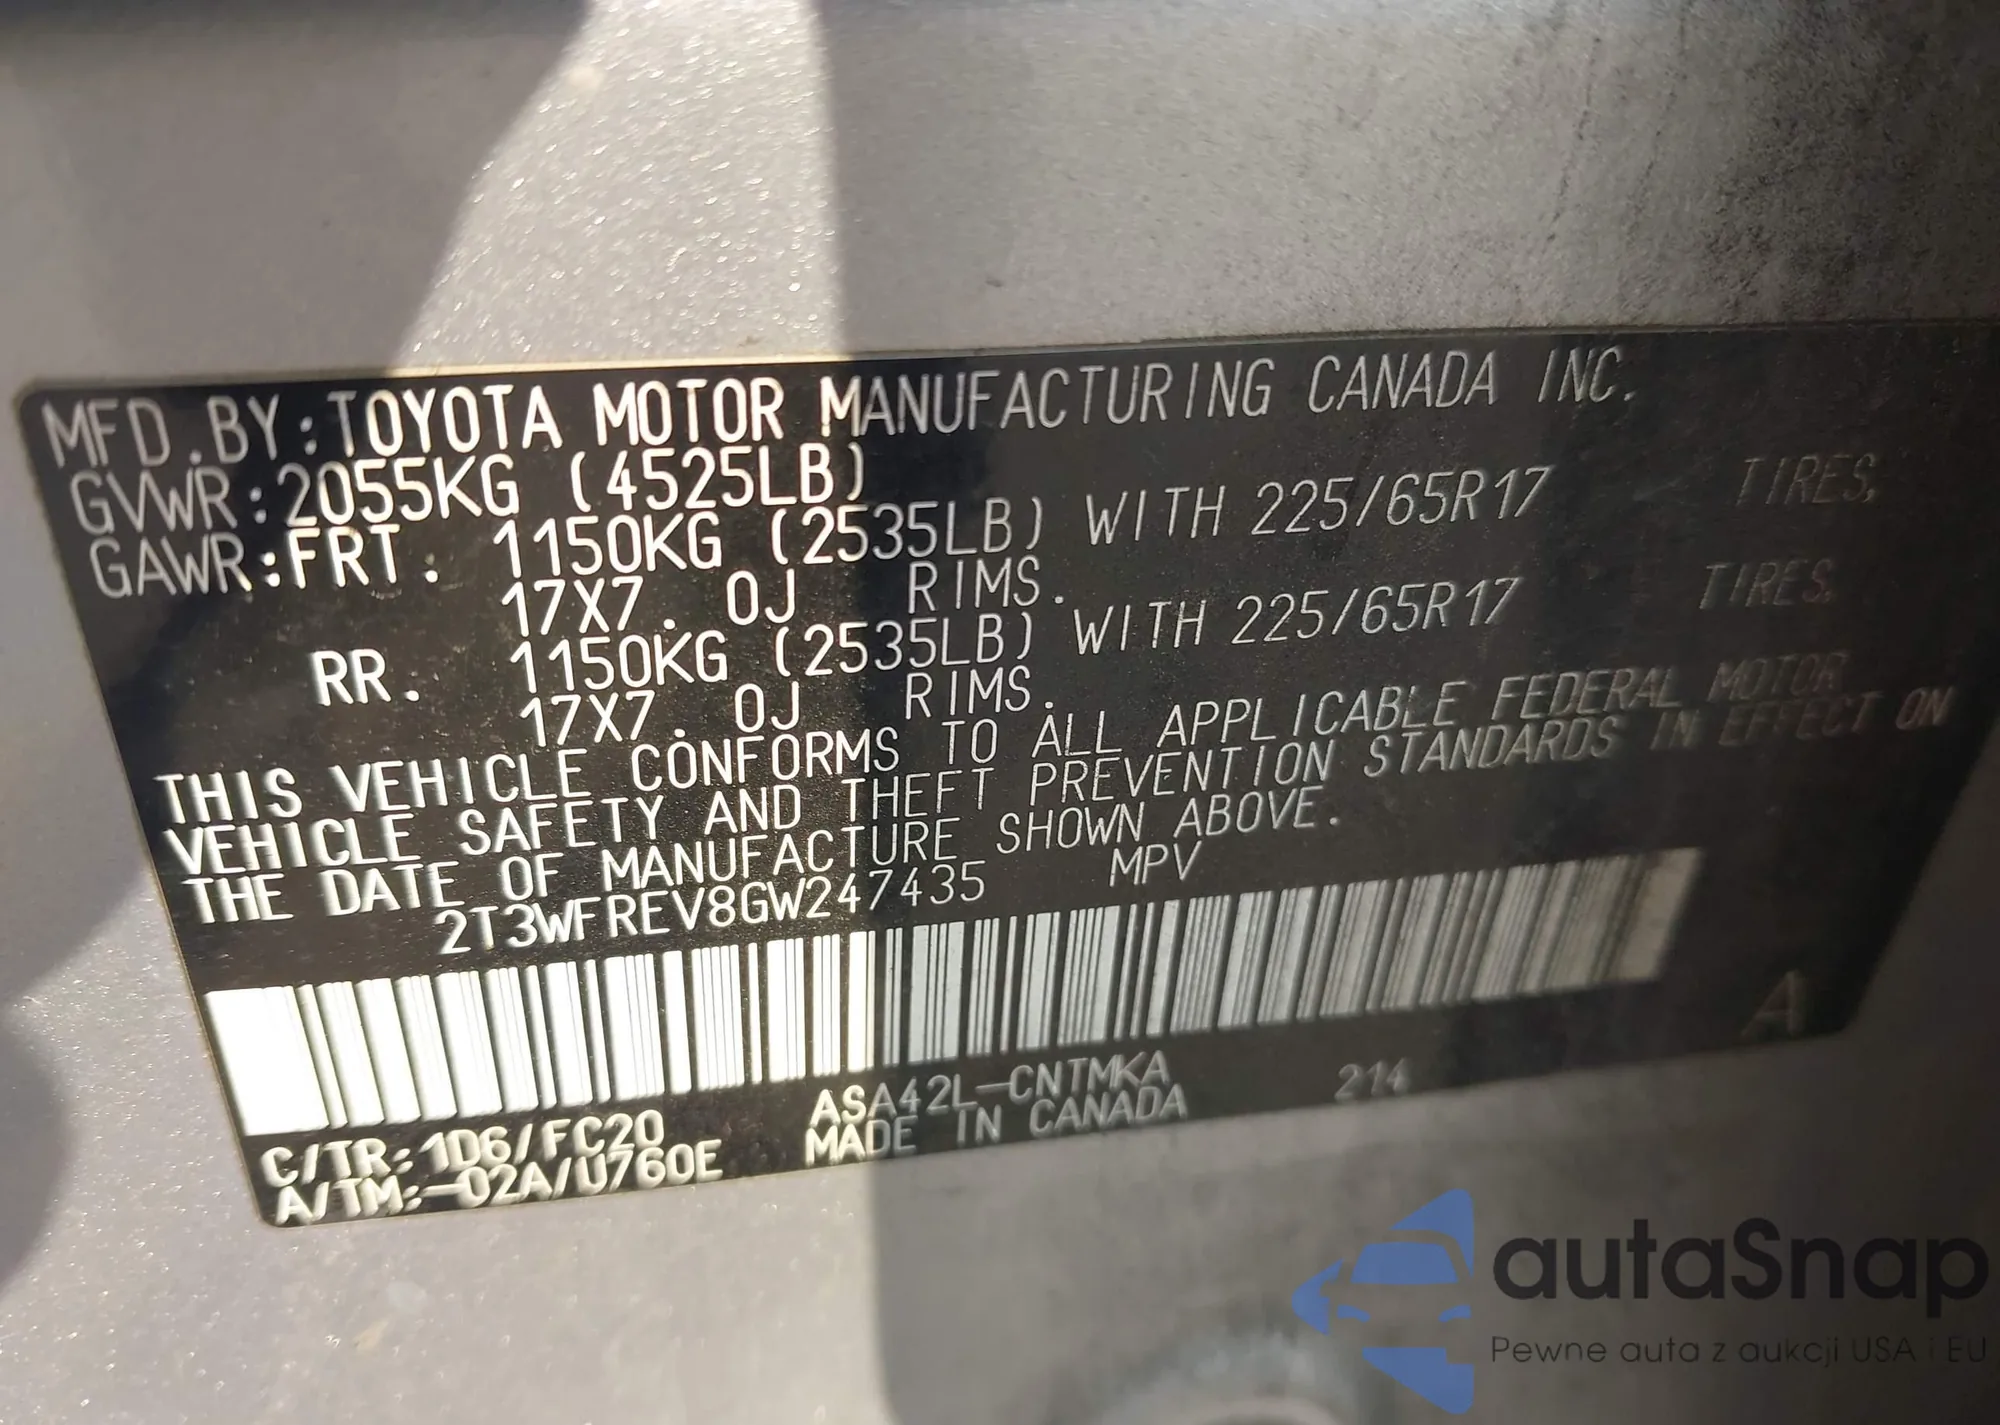 MFD.BY:TOYOTA MOTOR MANUFACTURING CANADA INC.
GVWR:2055KG (4525LB)
GAWR:FRT. 1150KG (2535LB) WITH 225/65R17 TIRES,
17X7.0J RIMS.
RR. 1150KG (2535LB) WITH 225/65R17 TIRES,
17X7.0J RIMS.
THIS VEHICLE CONFORMS TO ALL APPLICABLE FEDERAL MOTOR
VEHICLE SAFETY AND THEFT PREVENTION STANDARDS IN EFFECT ON
THE DATE OF MANUFACTURE SHOWN ABOVE.
2T3WFREV8GW247435 MPV
A
C/TR:1D6/FC20 ASA42L-CNTMKA 214
A/TM:-02A/U760E MADE IN CANADA
autaSnap
Pewne auta z aukcji USA i EU